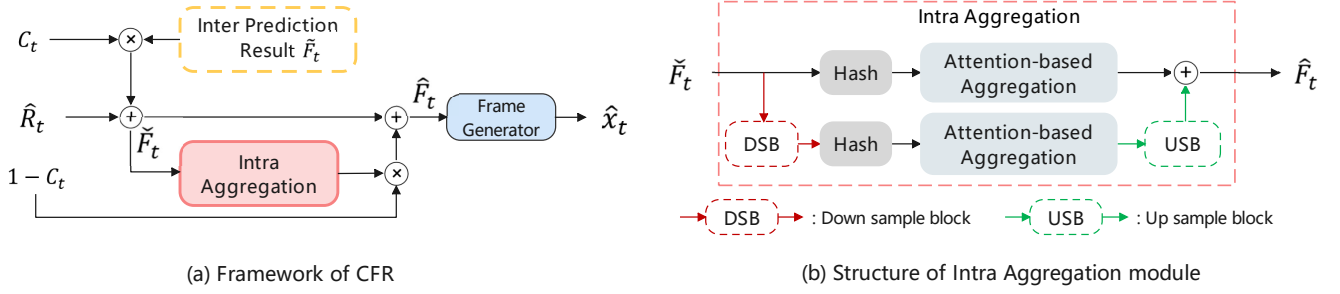 C_t
×
Inter Prediction
Result F̃_t
R̂_t
+
F̌_t
Intra
Aggregation
1 − C_t
+
×
F̂_t
Frame
Generator
x̂_t
(a) Framework of CFR
Intra Aggregation
F̌_t
Hash
Attention-based
Aggregation
+
F̂_t
DSB
Hash
Attention-based
Aggregation
USB
DSB : Down sample block
USB : Up sample block
(b) Structure of Intra Aggregation module